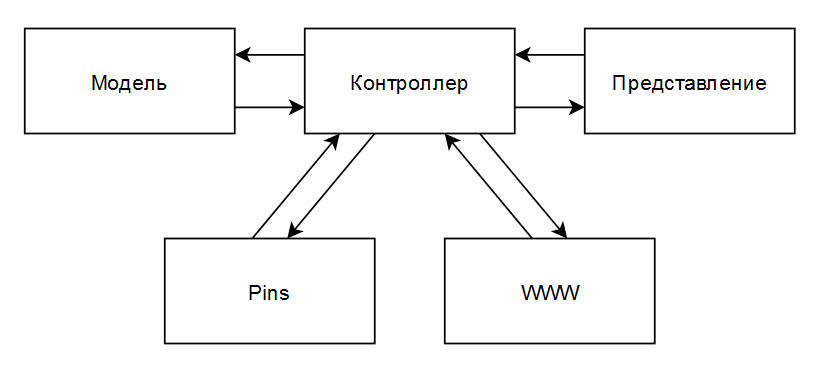 Модель
Контроллер
Представление
Pins
WWW